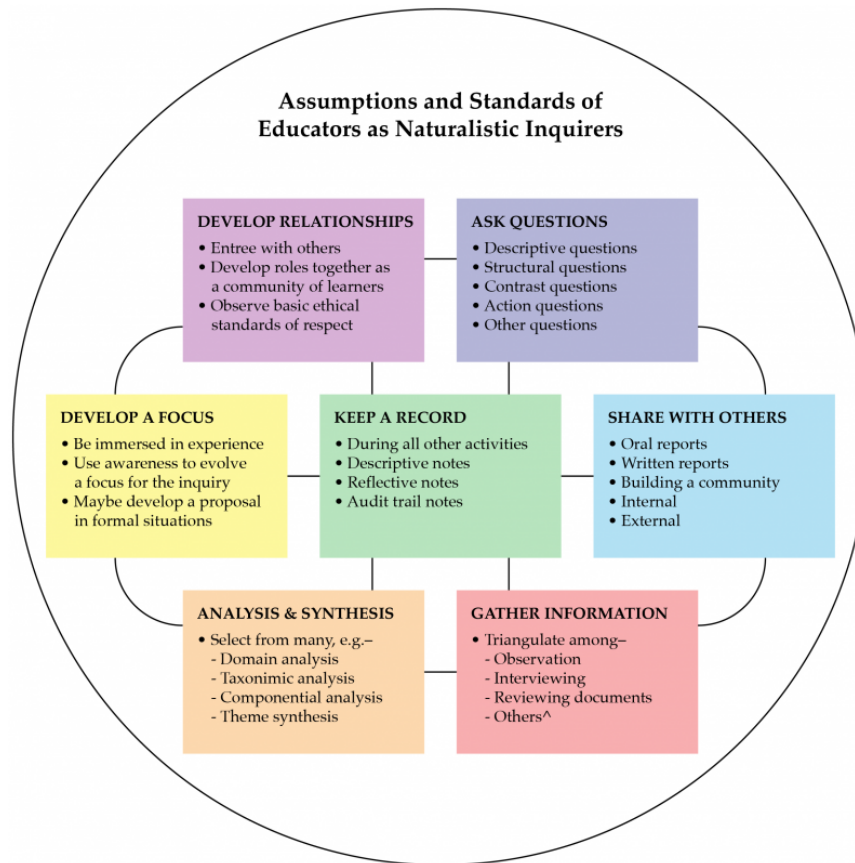 Assumptions and Standards of
Educators as Naturalistic Inquirers
DEVELOP RELATIONSHIPS
• Entree with others
• Develop roles together as
a community of learners
• Observe basic ethical
standards of respect
ASK QUESTIONS
• Descriptive questions
• Structural questions
• Contrast questions
• Action questions
• Other questions
DEVELOP A FOCUS
• Be immersed in experience
• Use awareness to evolve
a focus for the inquiry
• Maybe develop a proposal
in formal situations
KEEP A RECORD
• During all other activities
• Descriptive notes
• Reflective notes
• Audit trail notes
SHARE WITH OTHERS
• Oral reports
• Written reports
• Building a community
• Internal
• External
ANALYSIS & SYNTHESIS
• Select from many, e.g.–
- Domain analysis
- Taxonimic analysis
- Componential analysis
- Theme synthesis
GATHER INFORMATION
• Triangulate among–
- Observation
- Interviewing
- Reviewing documents
- Others^